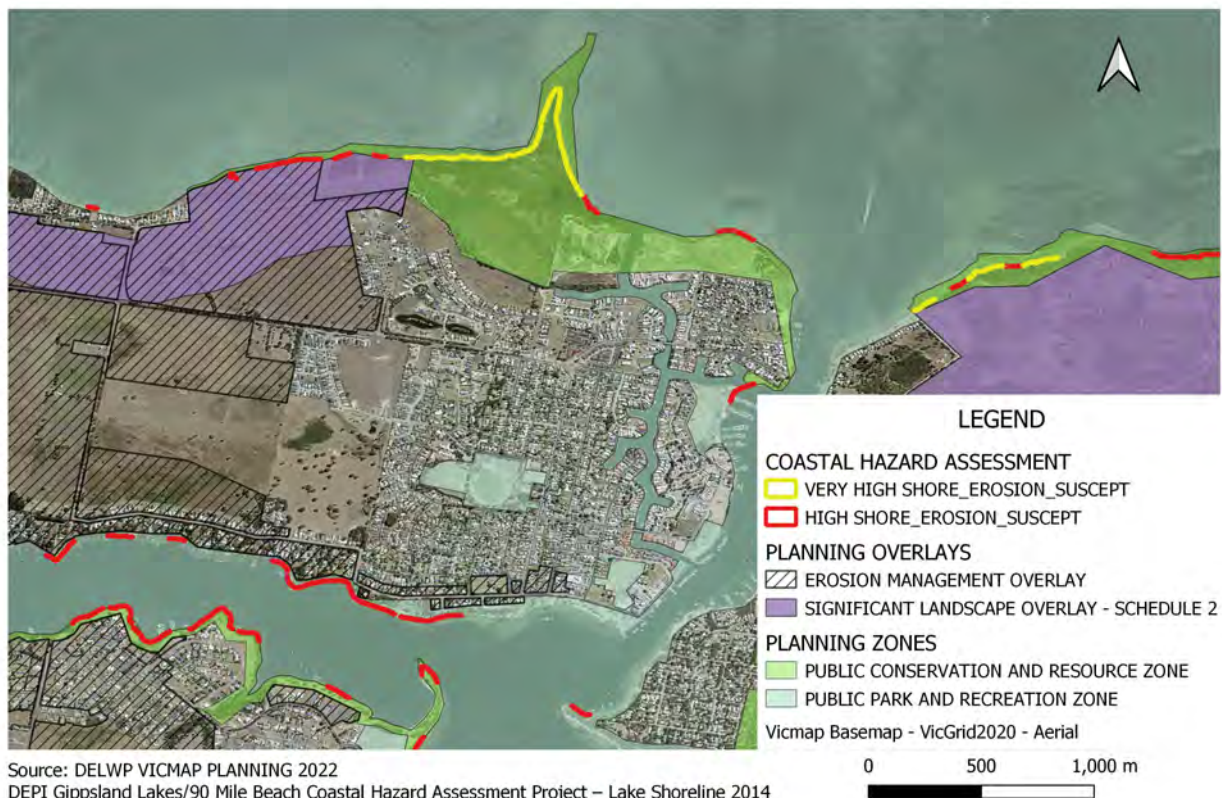 LEGEND
COASTAL HAZARD ASSESSMENT
VERY HIGH SHORE_EROSION_SUSCEPT
HIGH SHORE_EROSION_SUSCEPT
PLANNING OVERLAYS
EROSION MANAGEMENT OVERLAY
SIGNIFICANT LANDSCAPE OVERLAY - SCHEDULE 2
PLANNING ZONES
PUBLIC CONSERVATION AND RESOURCE ZONE
PUBLIC PARK AND RECREATION ZONE
Vicmap Basemap - VicGrid2020 - Aerial
0 500 1,000 m
Source: DELWP VICMAP PLANNING 2022
DEPI Gippsland Lakes/90 Mile Beach Coastal Hazard Assessment Project – Lake Shoreline 2014